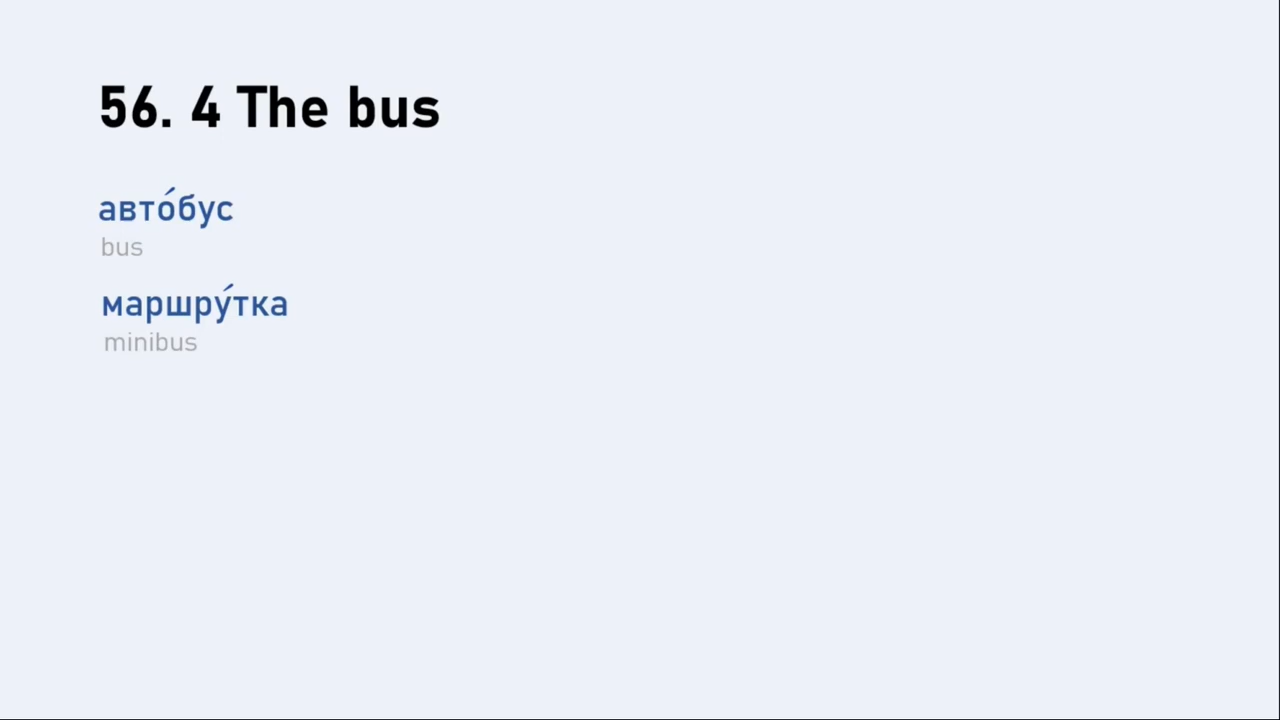 56. 4 The bus
авто́бус
bus
маршру́тка
minibus